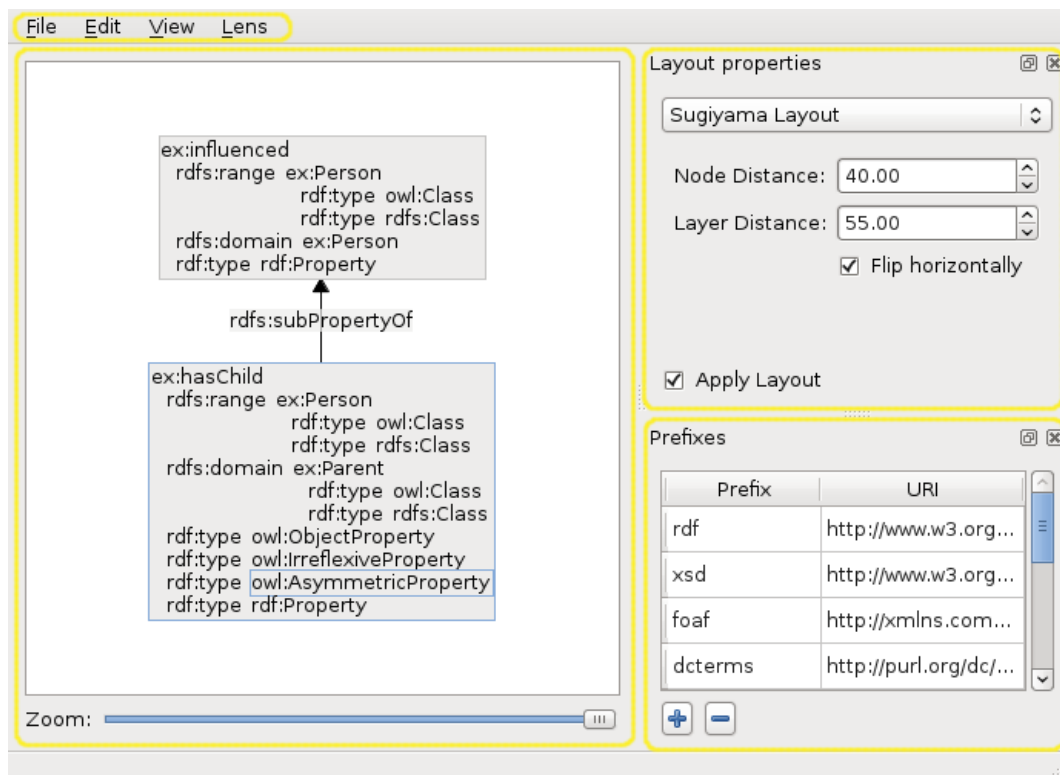 File Edit View Lens
ex:influenced
rdfs:range ex:Person
rdf:type owl:Class
rdf:type rdfs:Class
rdfs:domain ex:Person
rdf:type rdf:Property
rdfs:subPropertyOf
ex:hasChild
rdfs:range ex:Person
rdf:type owl:Class
rdf:type rdfs:Class
rdfs:domain ex:Parent
rdf:type owl:Class
rdf:type rdfs:Class
rdf:type owl:ObjectProperty
rdf:type owl:IrreflexiveProperty
rdf:type owl:AsymmetricProperty
rdf:type rdf:Property
Zoom:
Layout properties
Sugiyama Layout
Node Distance: 40.00
Layer Distance: 55.00
Flip horizontally
Apply Layout
Prefixes
Prefix URI
rdf http://www.w3.org...
xsd http://www.w3.org...
foaf http://xmlns.com...
dcterms http://purl.org/dc/...